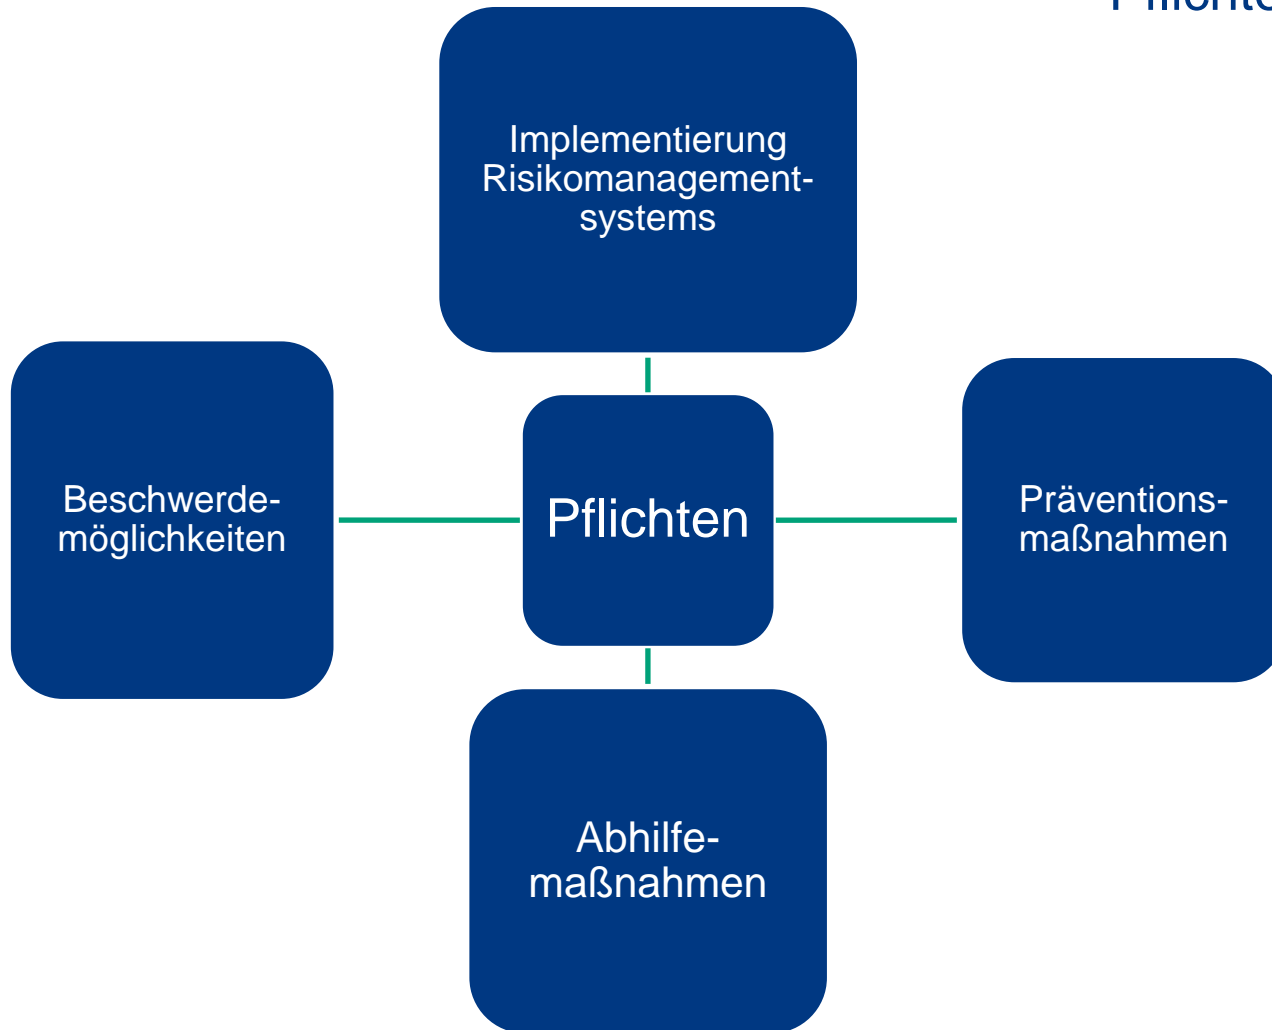 Implementierung
Risikomanagement-
systems
Beschwerde-
möglichkeiten
Pflichten
Präventions-
maßnahmen
Abhilfe-
maßnahmen